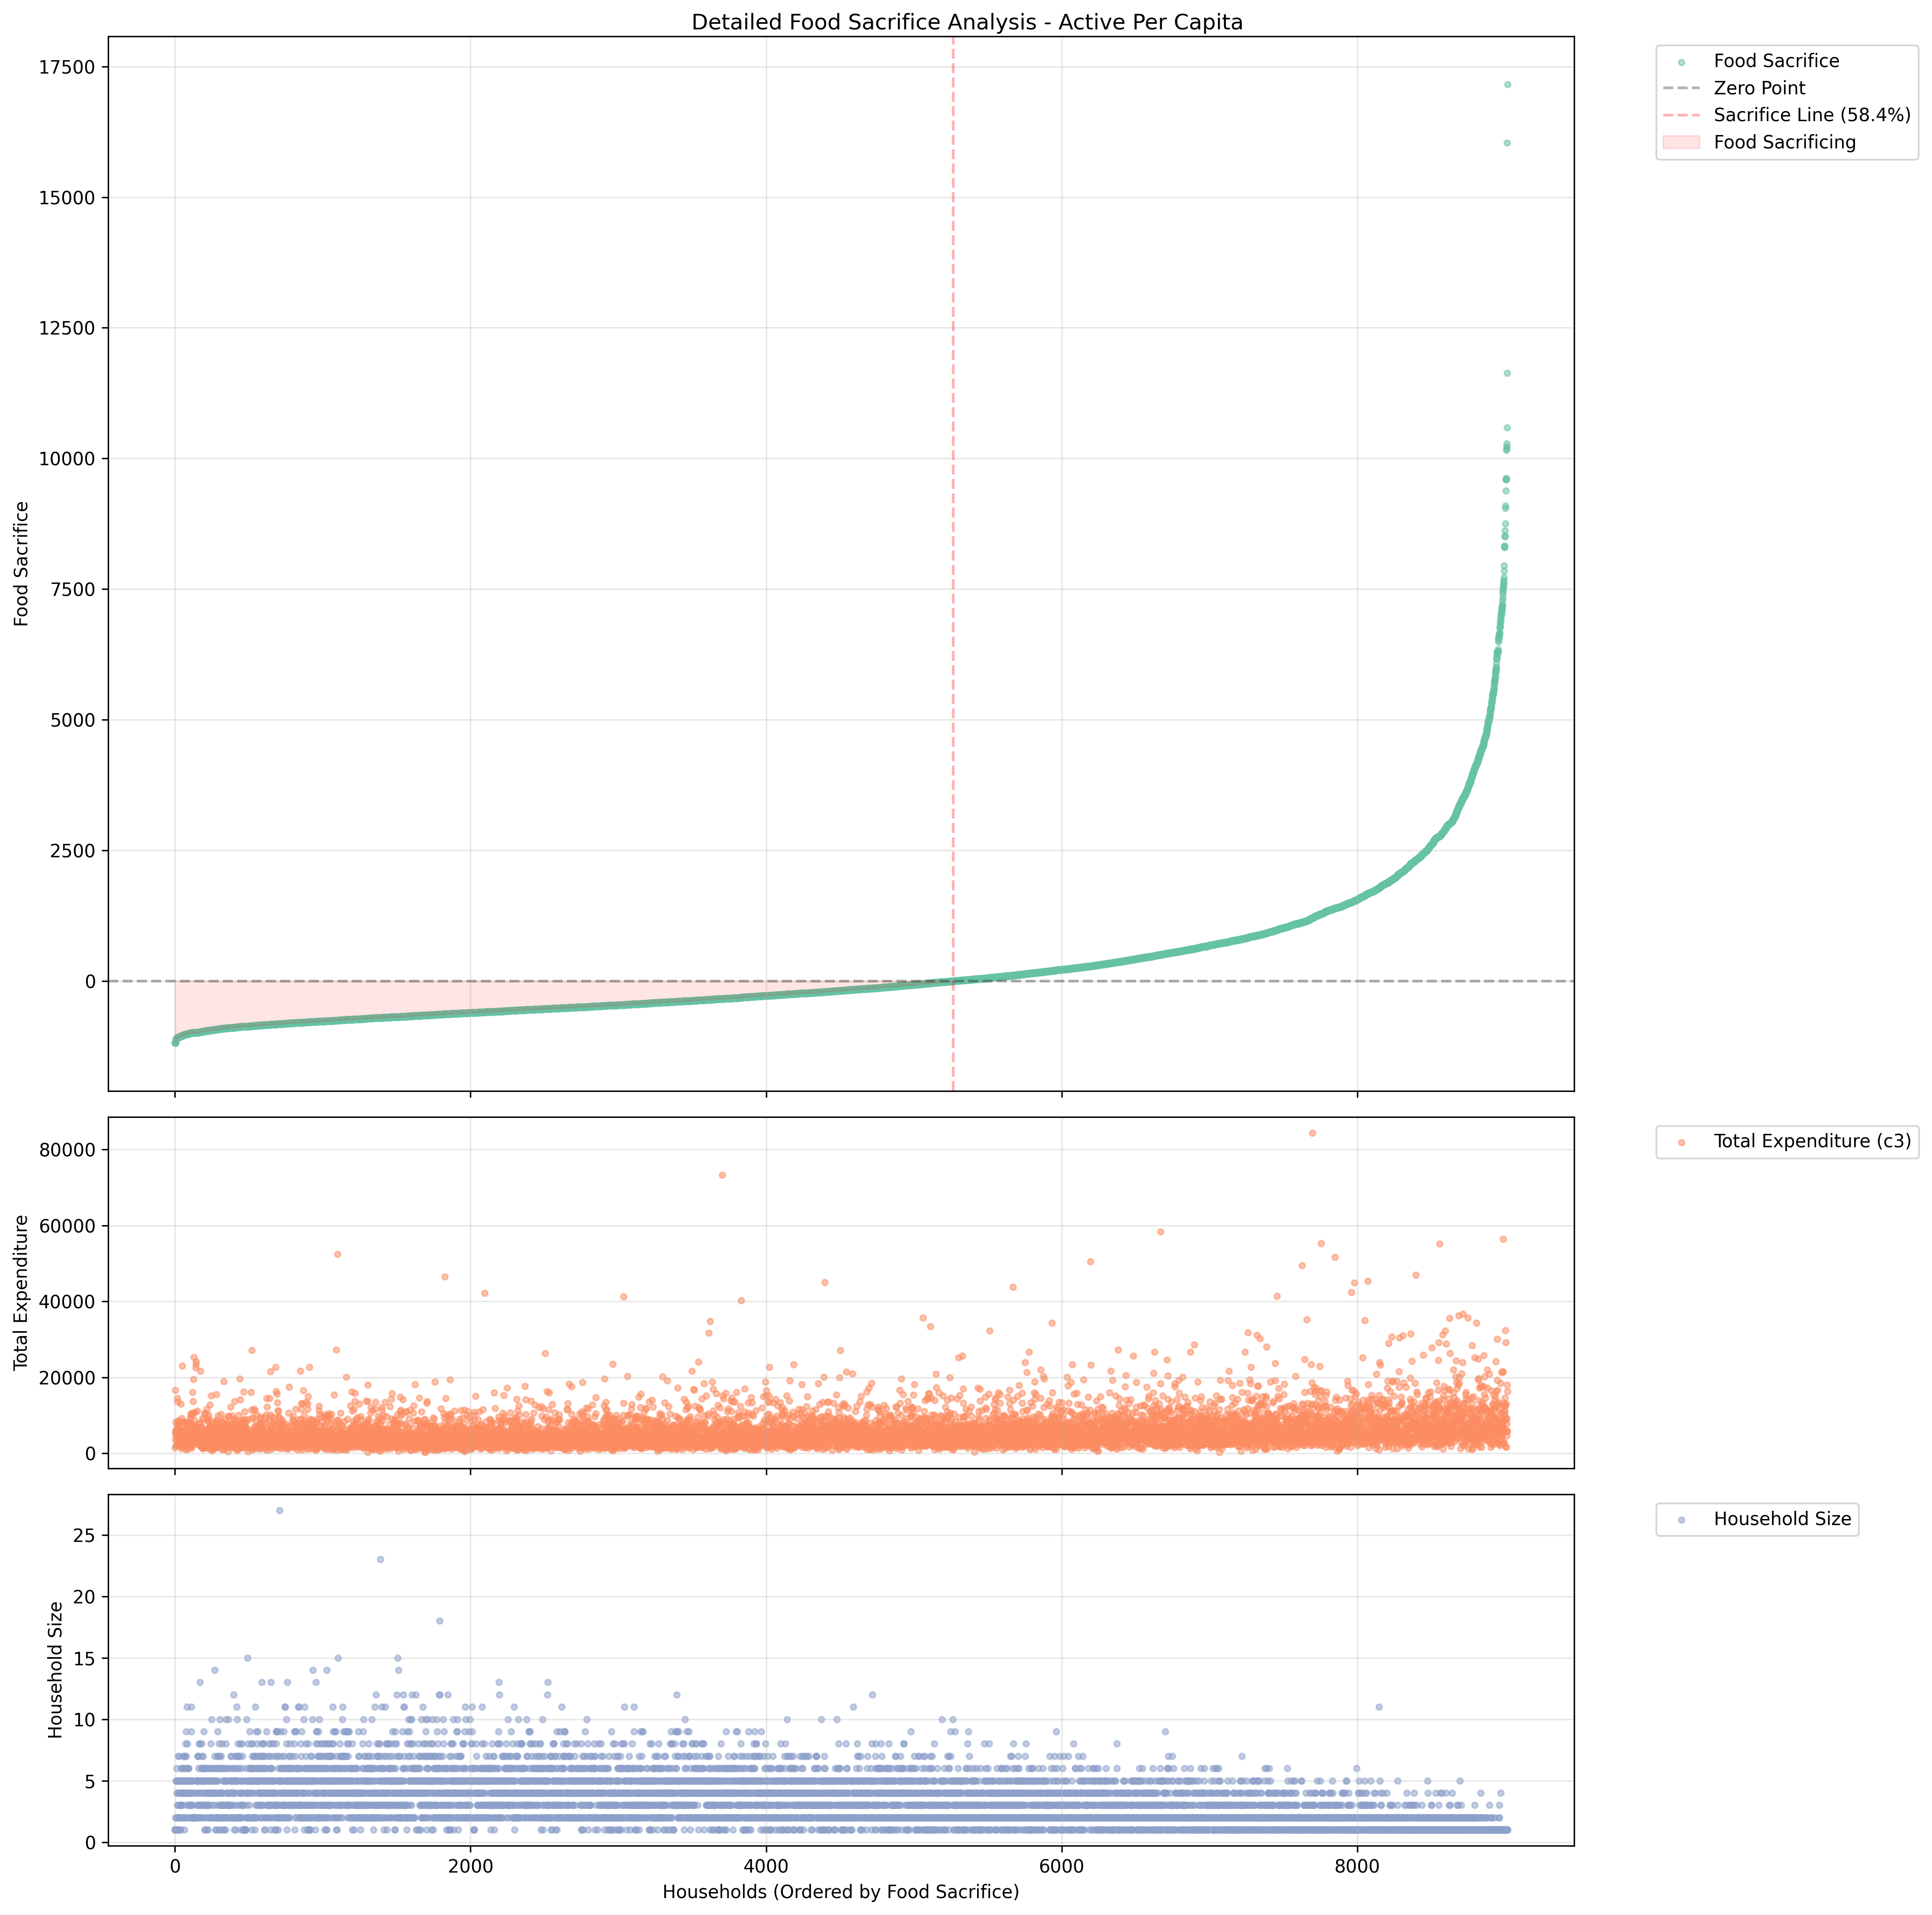 Detailed Food Sacrifice Analysis - Active Per Capita
Food Sacrifice
17500
15000
12500
10000
7500
5000
2500
0
Food Sacrifice
Zero Point
Sacrifice Line (58.4%)
Food Sacrificing
Total Expenditure
80000
60000
40000
20000
0
Total Expenditure (c3)
Household Size
25
20
15
10
5
0
Household Size
0 2000 4000 6000 8000
Households (Ordered by Food Sacrifice)